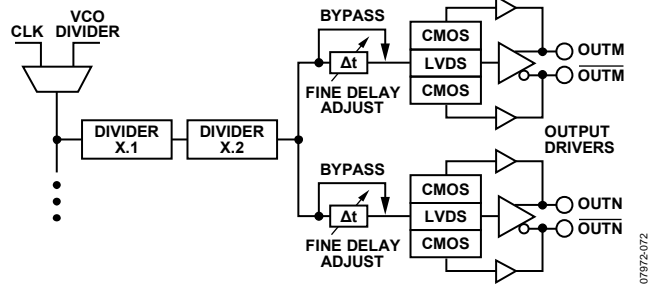 VCO
CLK DIVIDER
DIVIDER
X.1
DIVIDER
X.2
BYPASS
Δt
FINE DELAY
ADJUST
CMOS
LVDS
CMOS
OUTM
OUTM
OUTPUT
DRIVERS
BYPASS
Δt
FINE DELAY
ADJUST
CMOS
LVDS
CMOS
OUTN
OUTN
07972-072